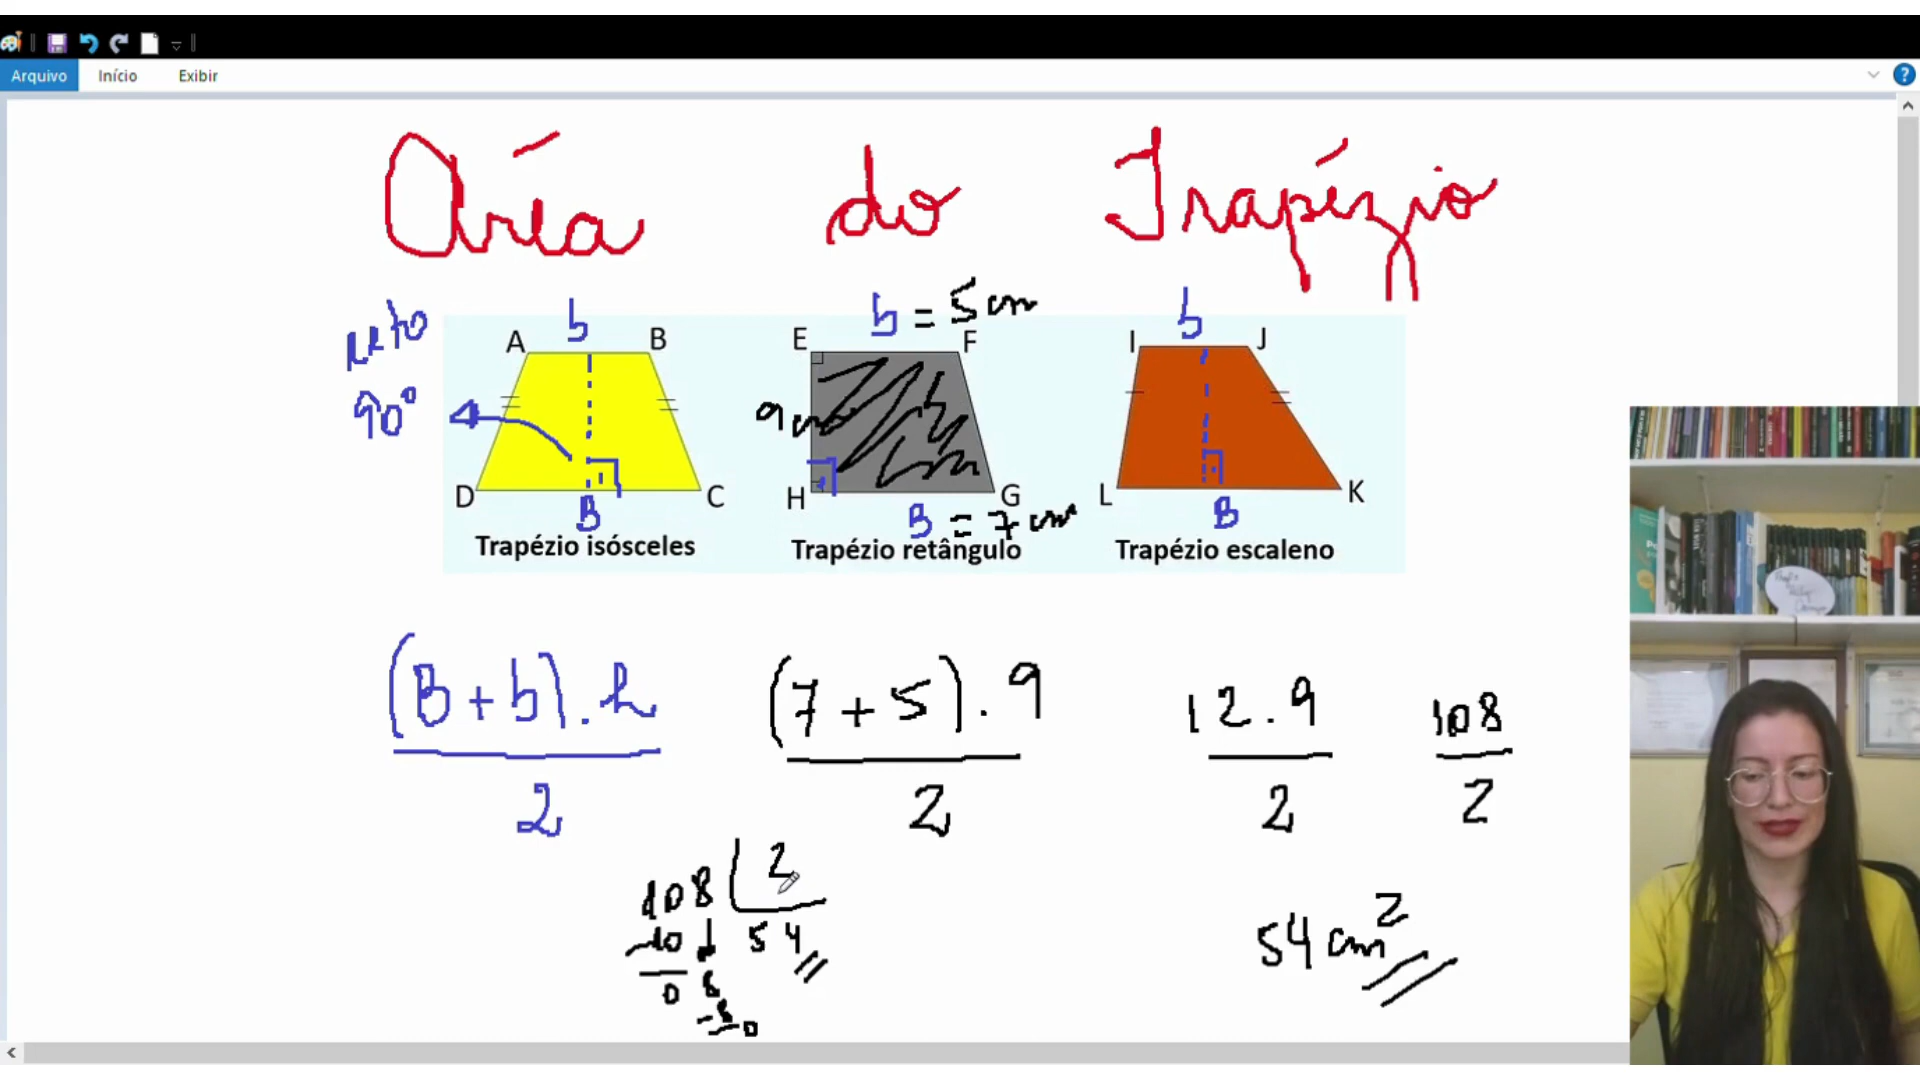 Arquivo Início Exibir
Área do Trapézio
reto
90°
b
A B
D C
B
Trapézio isósceles
b = 5 cm
E F
9 cm
H G
B = 7 cm
Trapézio retângulo
b
I J
L K
B
Trapézio escaleno
(B + b) . h
2
(7 + 5) . 9
2
12 . 9
2
108
2
108 2
-10 54
0 8
-8
0
54 cm²